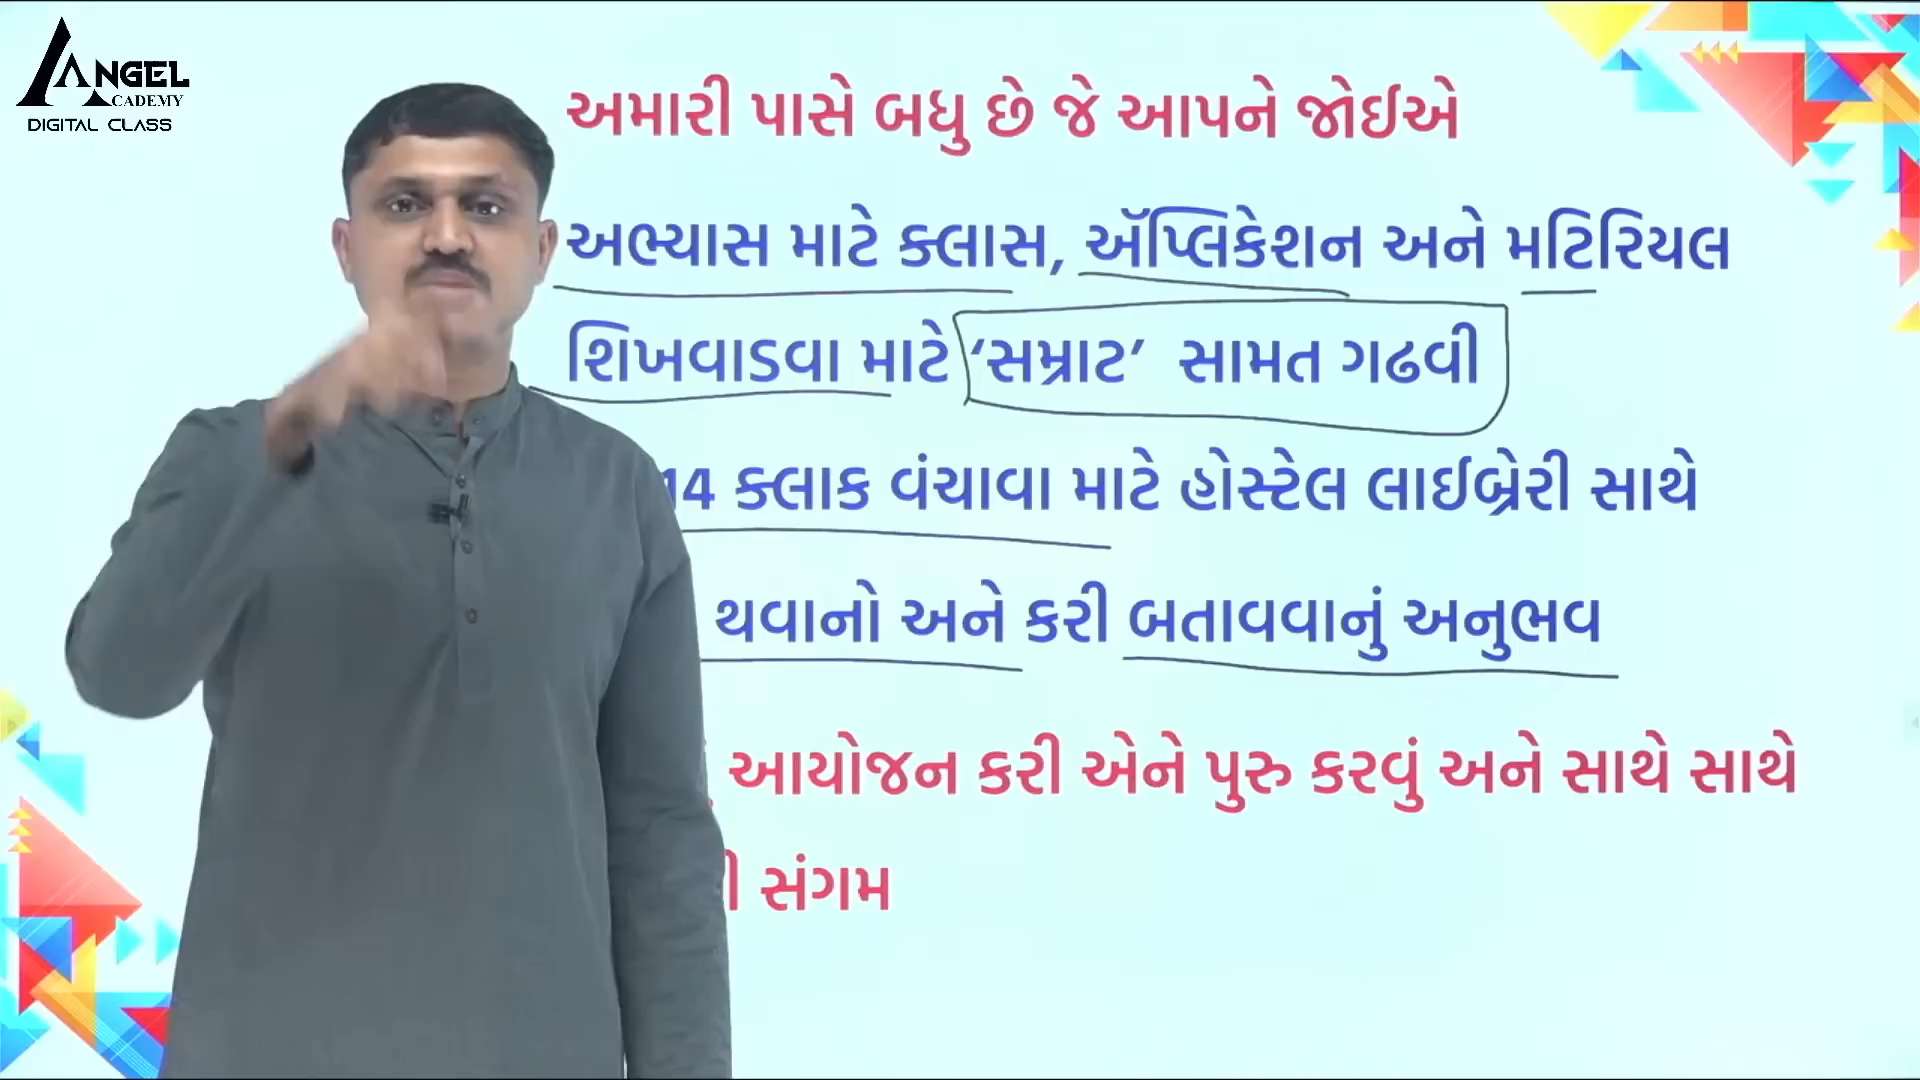 ANGEL
ACADEMY
DIGITAL CLASS
અમારી પાસે બધુ છે જે આપને જોઈએ
અભ્યાસ માટે ક્લાસ, ઍપ્લિકેશન અને મટિરિયલ
શિખવાડવા માટે ‘સમ્રાટ’ સામત ગઢવી
14 ક્લાક વંચાવા માટે હોસ્ટેલ લાઈબ્રેરી સાથે
થવાનો અને કરી બતાવવાનું અનુભવ
આયોજન કરી એને પુરુ કરવું અને સાથે સાથે
સંગમ